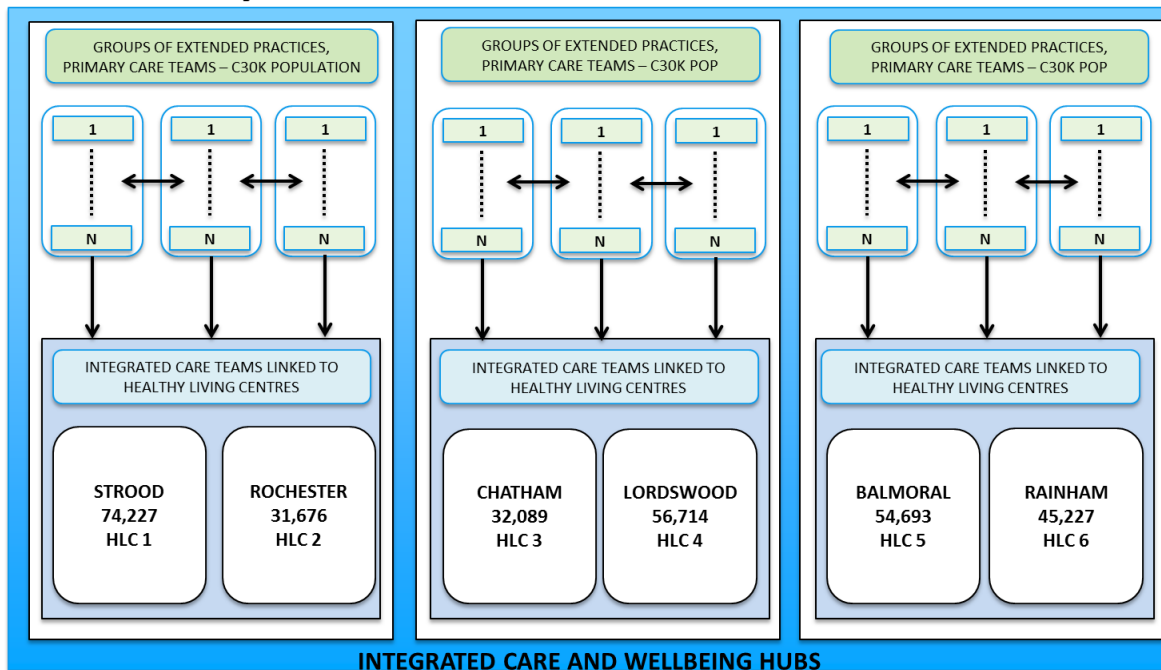 GROUPS OF EXTENDED PRACTICES,
PRIMARY CARE TEAMS – C30K POPULATION
1
1
1
N
N
N
INTEGRATED CARE TEAMS LINKED TO
HEALTHY LIVING CENTRES
STROOD
74,227
HLC 1
ROCHESTER
31,676
HLC 2
GROUPS OF EXTENDED PRACTICES,
PRIMARY CARE TEAMS – C30K POP
1
1
1
N
N
N
INTEGRATED CARE TEAMS LINKED TO
HEALTHY LIVING CENTRES
CHATHAM
32,089
HLC 3
LORDSWOOD
56,714
HLC 4
GROUPS OF EXTENDED PRACTICES,
PRIMARY CARE TEAMS – C30K POP
1
1
1
N
N
N
INTEGRATED CARE TEAMS LINKED TO
HEALTHY LIVING CENTRES
BALMORAL
54,693
HLC 5
RAINHAM
45,227
HLC 6
INTEGRATED CARE AND WELLBEING HUBS